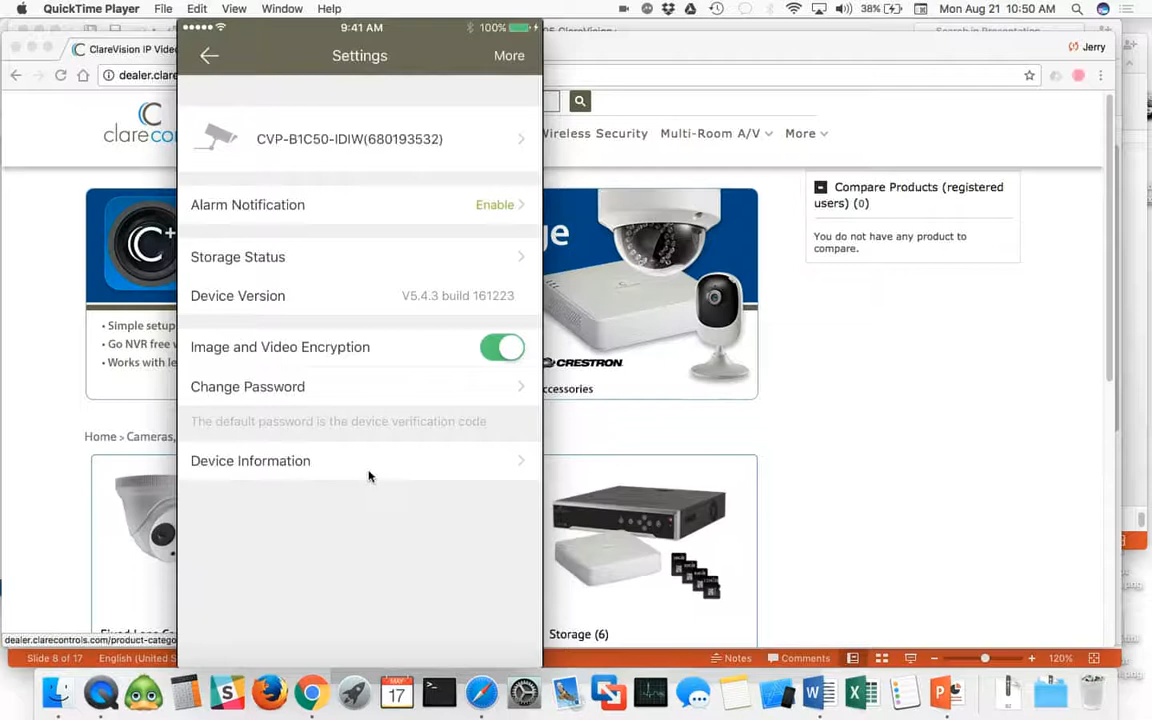 QuickTime Player File Edit View Window Help
38% Mon Aug 21 10:50 AM
ClareVision IP Vide
Jerry
dealer.clare
9:41 AM 100%
Settings More
CVP-B1C50-IDIW(680193532)
Alarm Notification Enable
Storage Status
Device Version V5.4.3 build 161223
Image and Video Encryption
Change Password
The default password is the device verification code
Device Information
clareco
Wireless Security Multi-Room A/V More
Compare Products (registered
users) (0)
You do not have any product to
compare.
• Simple setup
• Go NVR free
• Works with
CRESTRON
ccessories
Home > Cameras,
Storage (6)
dealer.clarecontrols.com/product-catego
Slide 8 of 17 English (United S
Notes Comments 120%
MAY
17